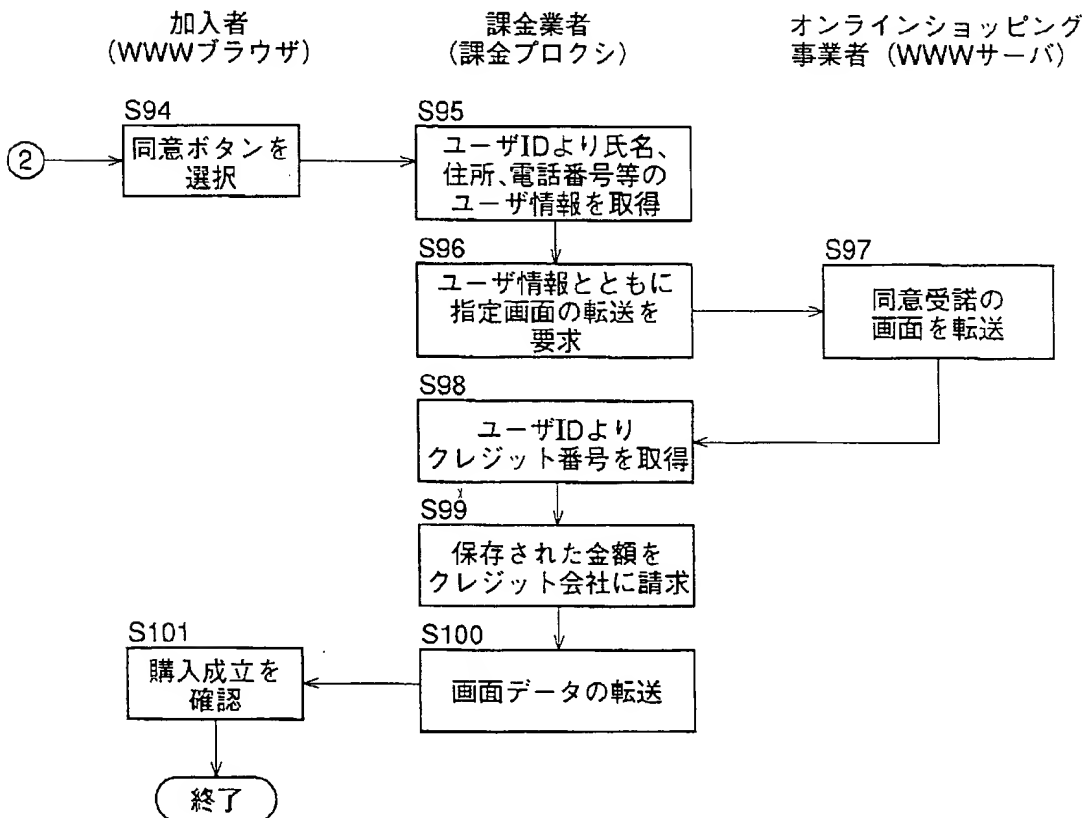 加入者
(WWWブラウザ)
課金業者
(課金プロクシ)
オンラインショッピング
事業者 (WWWサーバ)
②
S94
同意ボタンを
選択
S95
ユーザIDより氏名、
住所、電話番号等の
ユーザ情報を取得
S96
ユーザ情報とともに
指定画面の転送を
要求
S97
同意受諾の
画面を転送
S98
ユーザIDより
クレジット番号を取得
S99
保存された金額を
クレジット会社に請求
S100
画面データの転送
S101
購入成立を
確認
終了